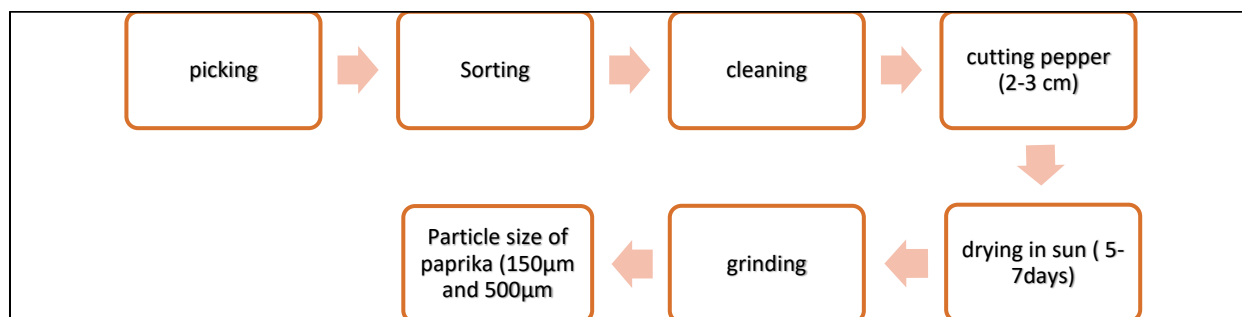 picking
Sorting
cleaning
cutting pepper
(2-3 cm)
drying in sun ( 5-
7days)
grinding
Particle size of
paprika (150µm
and 500µm